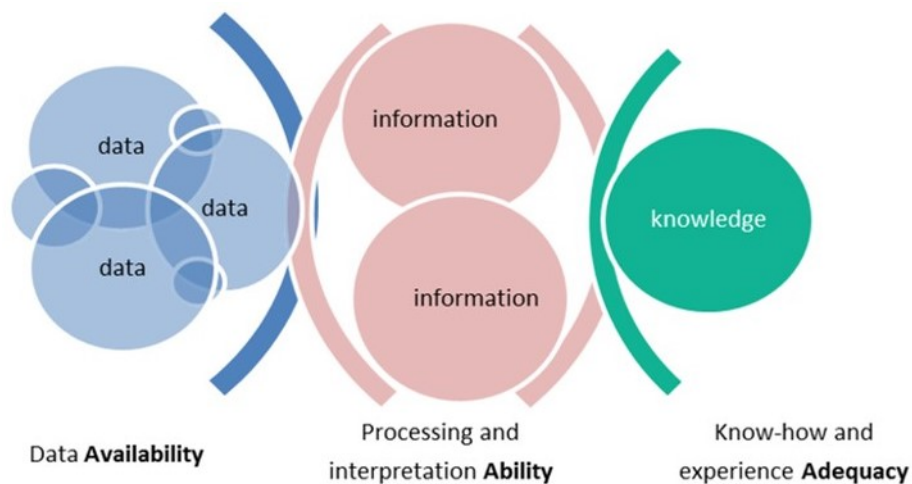 data
data
data
information
information
knowledge
Data Availability
Processing and
interpretation Ability
Know-how and
experience Adequacy